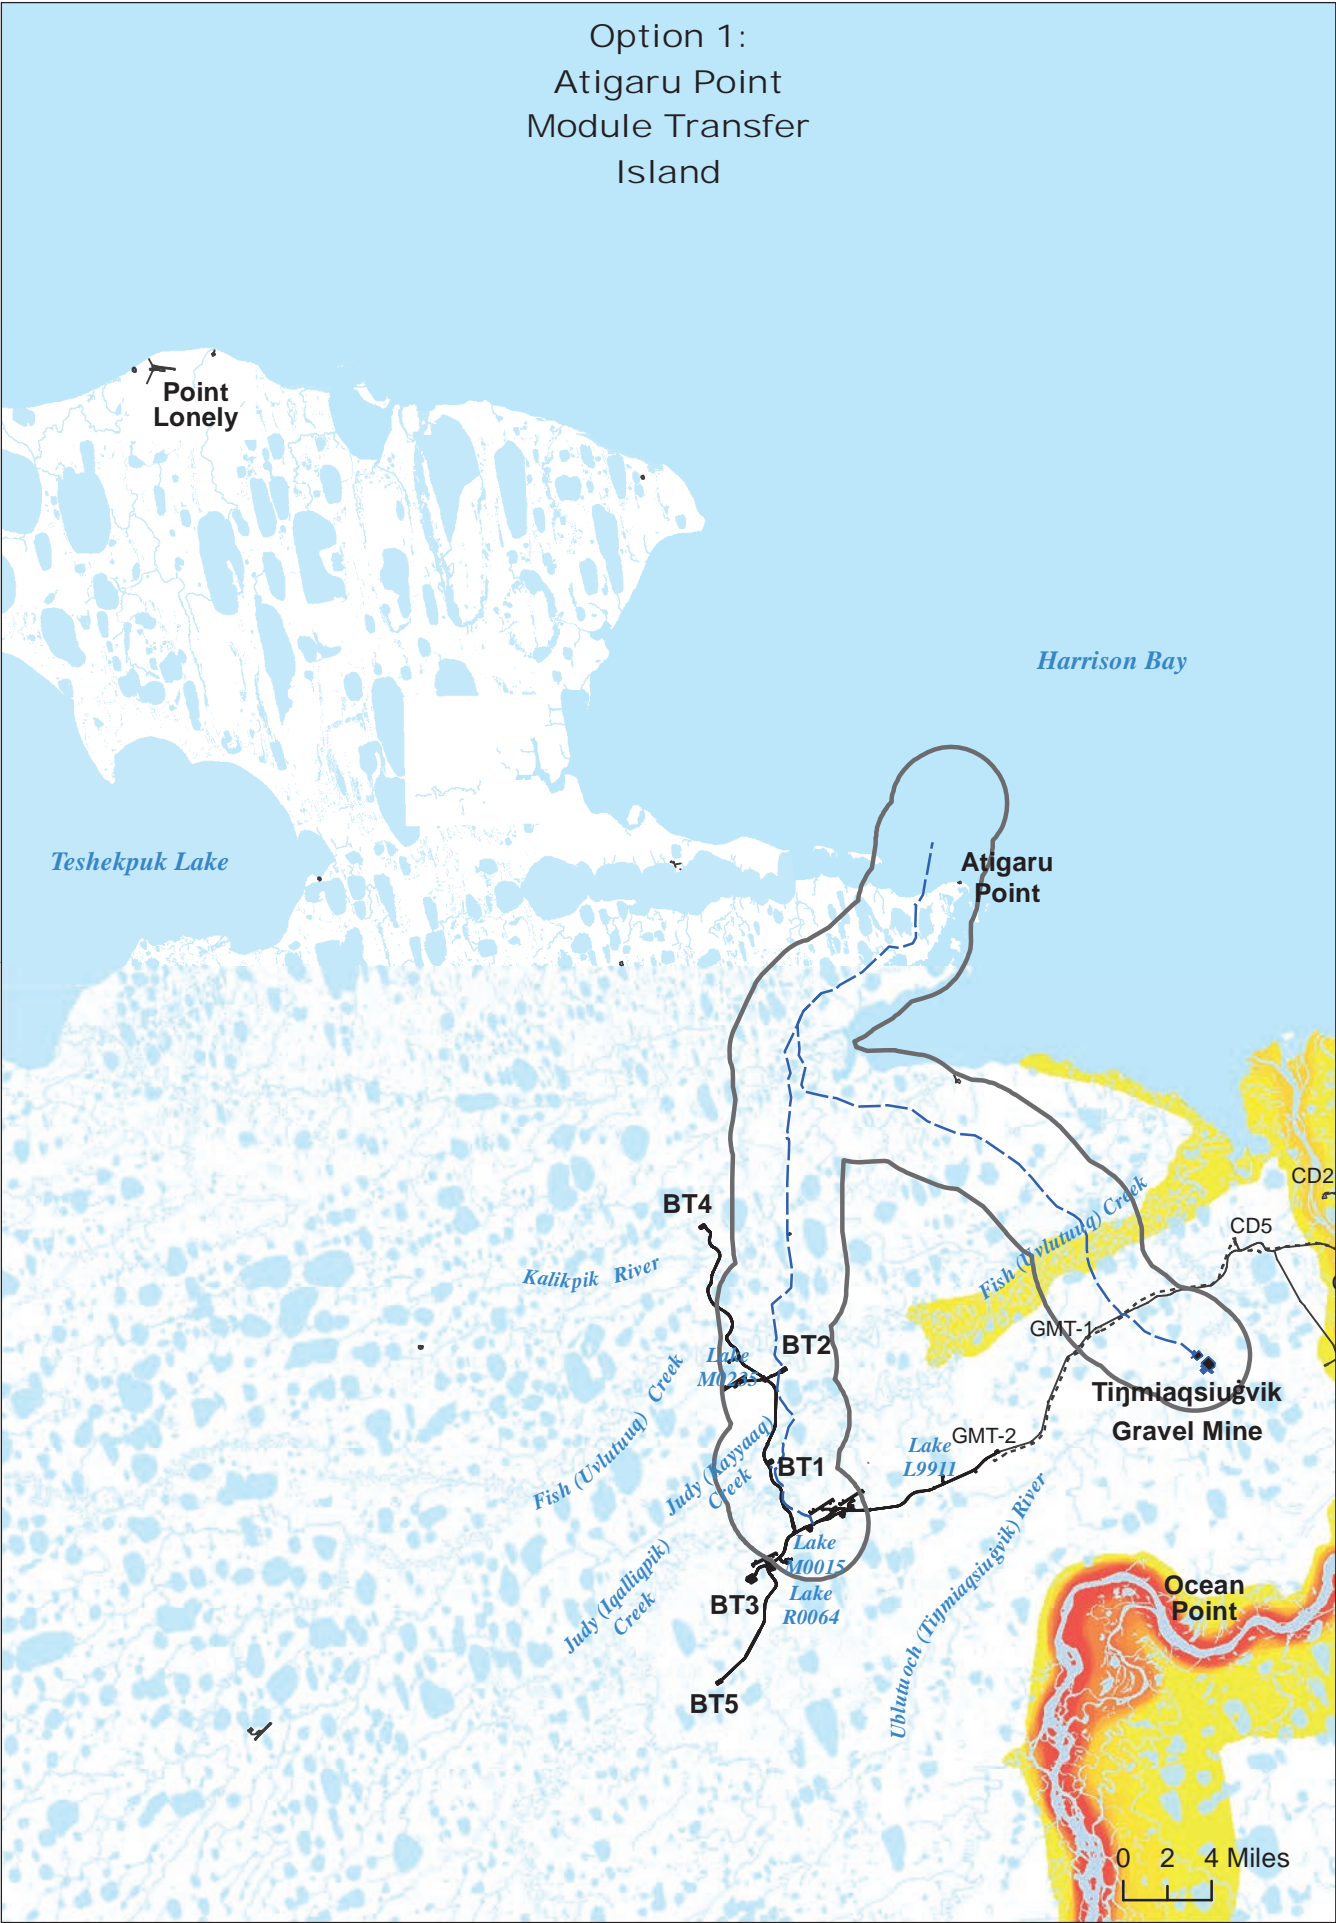 Option 1:
Atigaru Point
Module Transfer
Island
Point
Lonely
Harrison Bay
Teshekpuk Lake
Atigaru
Point
CD2
BT4
Fish (Uvlutuuq) Creek
CD5
Kalikpik River
GMT-1
BT2
Lake
M0235
Tiŋmiaqsiuġvik
Gravel Mine
Fish (Uvlutuuq) Creek
Judy (Kayyaaq)
Creek
GMT-2
Lake
L9911
BT1
Ublutuoch (Tiŋmiaqsiuġvik) River
Lake
M0015
Judy (Iqalliqpik)
Creek
BT3
Lake
R0064
Ocean
Point
BT5
0 2 4 Miles